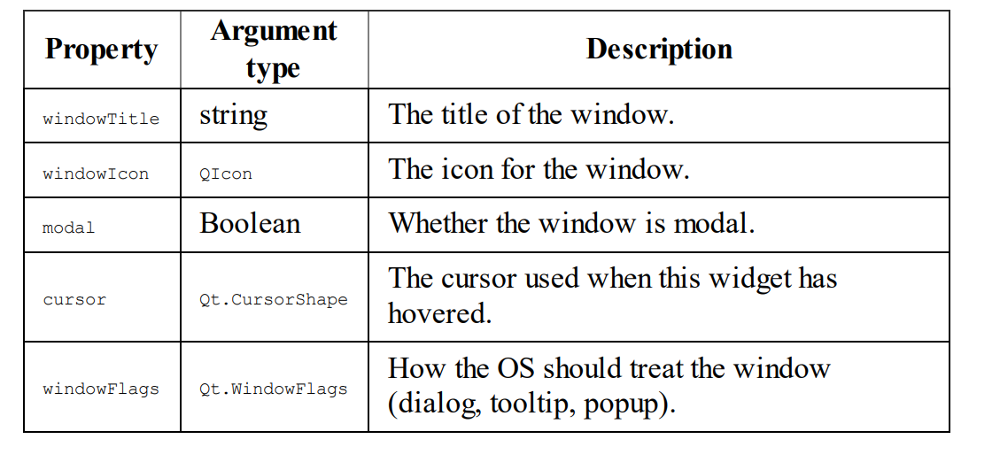 Property Argument type Description
windowTitle string The title of the window.
windowIcon QIcon The icon for the window.
modal Boolean Whether the window is modal.
cursor Qt.CursorShape The cursor used when this widget has
hovered.
windowFlags Qt.WindowFlags How the OS should treat the window
(dialog, tooltip, popup).